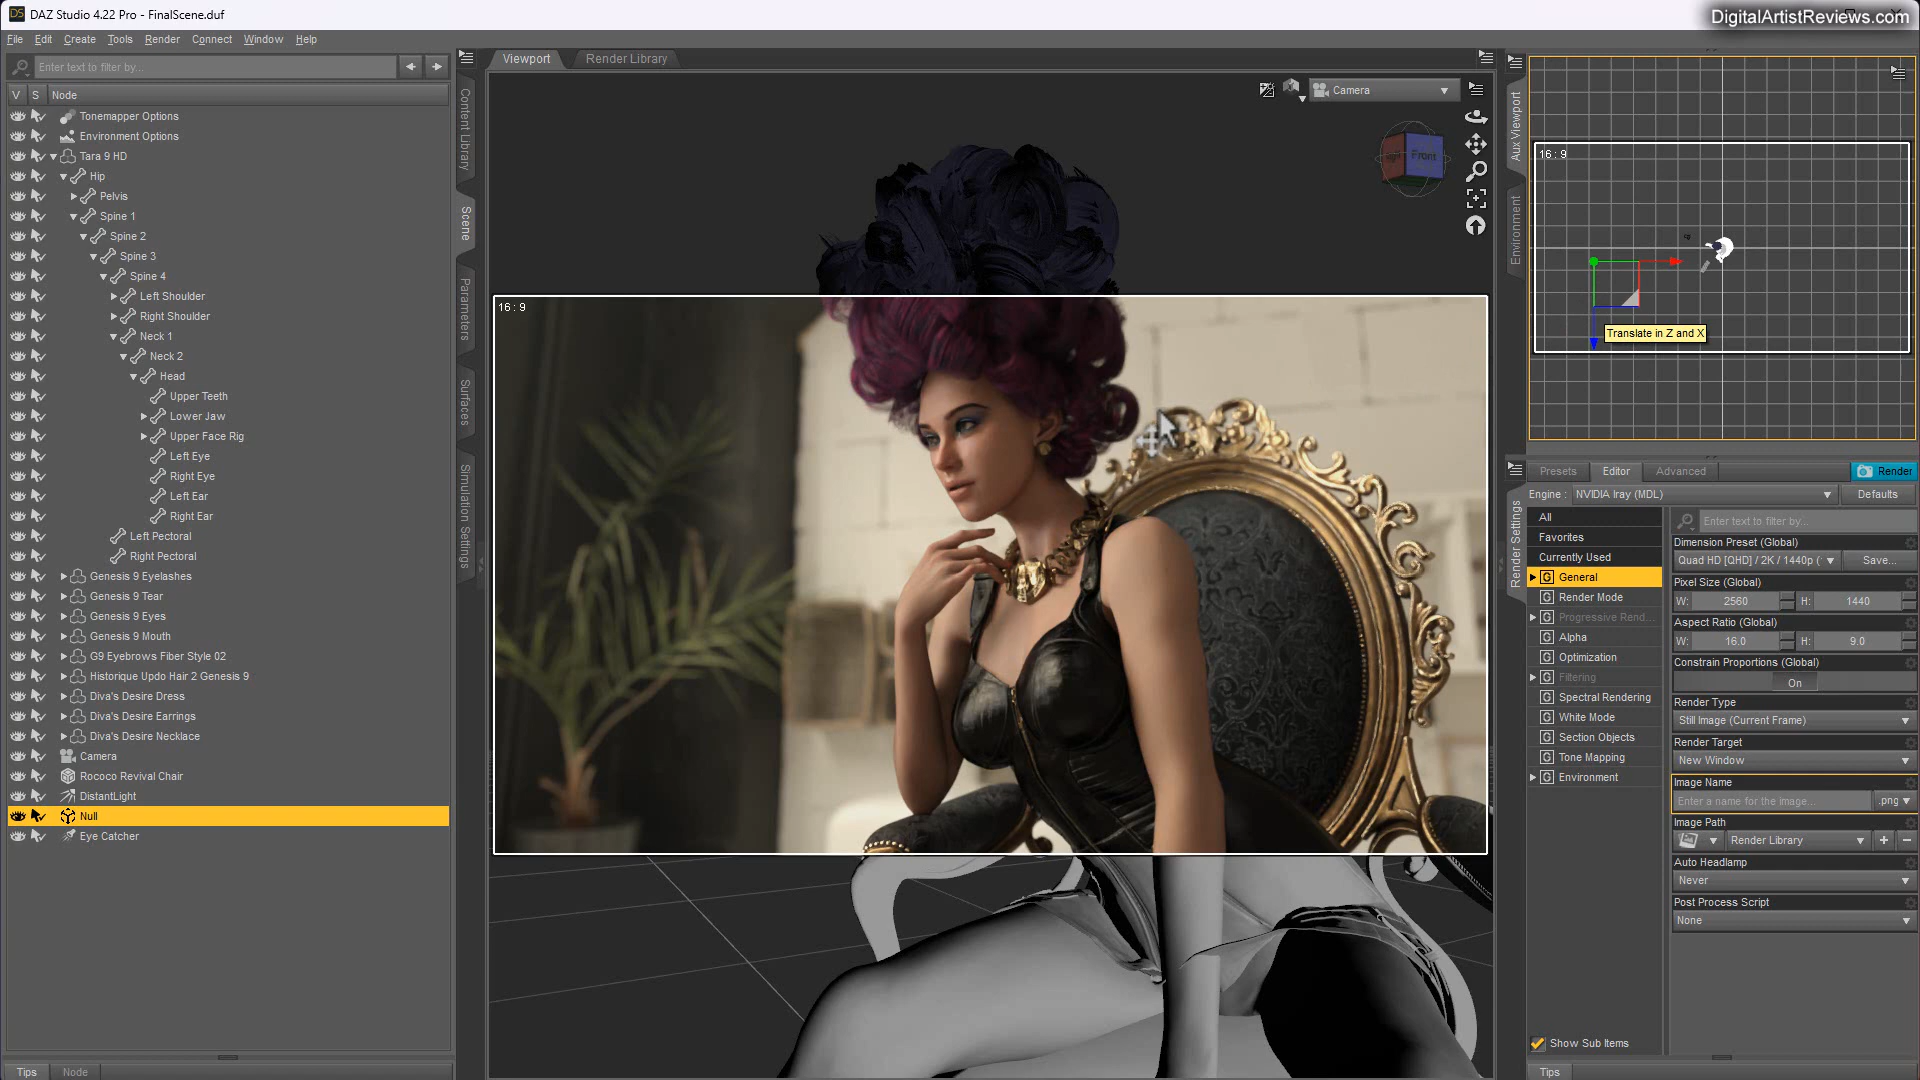 DS DAZ Studio 4.22 Pro - FinalScene.duf
DigitalArtistReviews.com
File Edit Create Tools Render Connect Window Help
Enter text to filter by...
V S Node
Tonemapper Options
Environment Options
Tara 9 HD
Hip
Pelvis
Spine 1
Spine 2
Spine 3
Spine 4
Left Shoulder
Right Shoulder
Neck 1
Neck 2
Head
Upper Teeth
Lower Jaw
Upper Face Rig
Left Eye
Right Eye
Left Ear
Right Ear
Left Pectoral
Right Pectoral
Genesis 9 Eyelashes
Genesis 9 Tear
Genesis 9 Eyes
Genesis 9 Mouth
G9 Eyebrows Fiber Style 02
Historique Updo Hair 2 Genesis 9
Diva's Desire Dress
Diva's Desire Earrings
Diva's Desire Necklace
Camera
Rococo Revival Chair
DistantLight
Null
Eye Catcher
Tips Node
Content Library
Scene
Parameters
Surfaces
Simulation Settings
Viewport Render Library
Camera
Front
16 : 9
Aux Viewport
Environment
16 : 9
Translate in Z and X
Render Settings
Presets Editor Advanced Render
Engine : NVIDIA Iray (MDL) Defaults
All
Favorites
Currently Used
G General
G Render Mode
G Progressive Rend...
G Alpha
G Optimization
G Filtering
G Spectral Rendering
G White Mode
G Section Objects
G Tone Mapping
G Environment
Show Sub Items
Enter text to filter by...
Dimension Preset (Global)
Quad HD [QHD] / 2K / 1440p ( Save...
Pixel Size (Global)
W: 2560 H: 1440
Aspect Ratio (Global)
W: 16.0 H: 9.0
Constrain Proportions (Global)
On
Render Type
Still Image (Current Frame)
Render Target
New Window
Image Name
Enter a name for the image... .png
Image Path
Render Library
Auto Headlamp
Never
Post Process Script
None
Tips